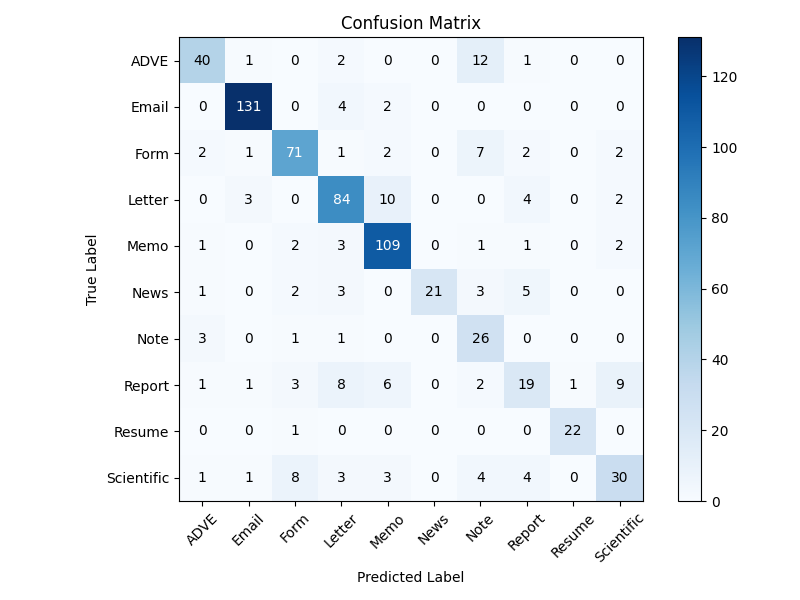 Confusion Matrix
ADVE 40 1 0 2 0 0 12 1 0 0
120
Email 0 131 0 4 2 0 0 0 0 0
Form 2 1 71 1 2 0 7 2 0 2
100
Letter 0 3 0 84 10 0 0 4 0 2
80
Memo 1 0 2 3 109 0 1 1 0 2
True Label
60
News 1 0 2 3 0 21 3 5 0 0
Note 3 0 1 1 0 0 26 0 0 0
40
Report 1 1 3 8 6 0 2 19 1 9
20
Resume 0 0 1 0 0 0 0 0 22 0
Scientific 1 1 8 3 3 0 4 4 0 30
0
ADVE Email Form Letter Memo News Note Report Resume Scientific
Predicted Label